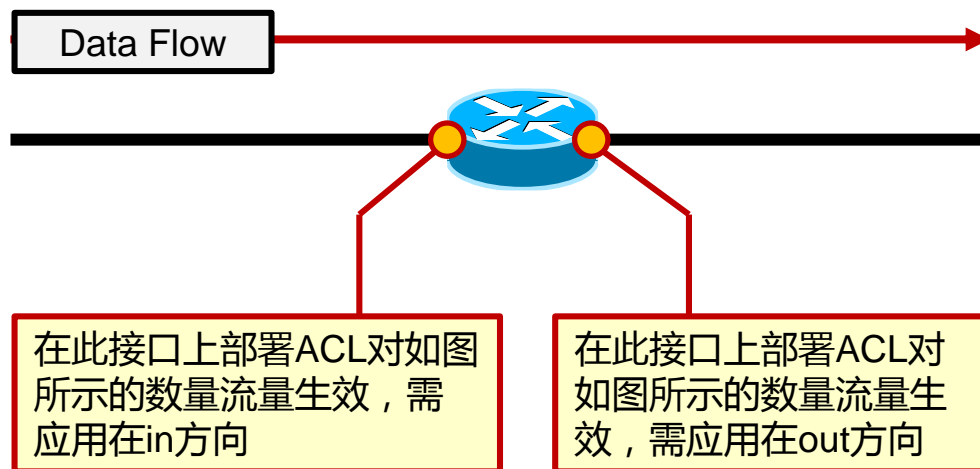 Data Flow
在此接口上部署ACL对如图
所示的数量流量生效，需
应用在in方向
在此接口上部署ACL对
如图所示的数量流量生
效，需应用在out方向